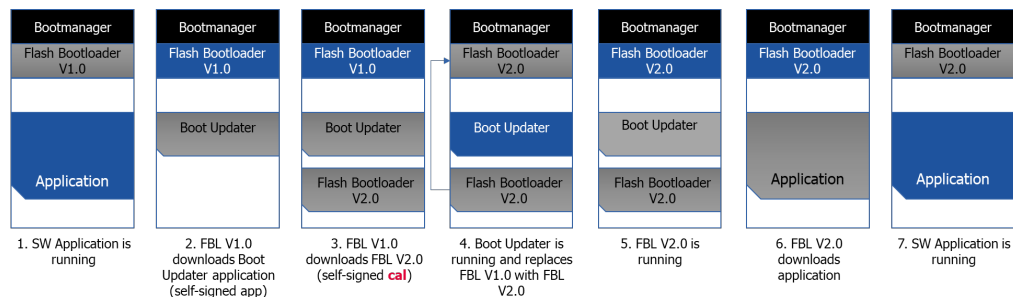 Bootmanager
Flash Bootloader
V1.0
Application
1. SW Application is
running
Bootmanager
Flash Bootloader
V1.0
Boot Updater
2. FBL V1.0
downloads Boot
Updater application
(self-signed app)
Bootmanager
Flash Bootloader
V1.0
Boot Updater
Flash Bootloader
V2.0
3. FBL V1.0
downloads FBL V2.0
(self-signed cal)
Bootmanager
Flash Bootloader
V2.0
Boot Updater
Flash Bootloader
V2.0
4. Boot Updater is
running and replaces
FBL V1.0 with FBL
V2.0
Bootmanager
Flash Bootloader
V2.0
Boot Updater
Flash Bootloader
V2.0
5. FBL V2.0 is
running
Bootmanager
Flash Bootloader
V2.0
Application
6. FBL V2.0
downloads
application
Bootmanager
Flash Bootloader
V2.0
Application
7. SW Application is
running